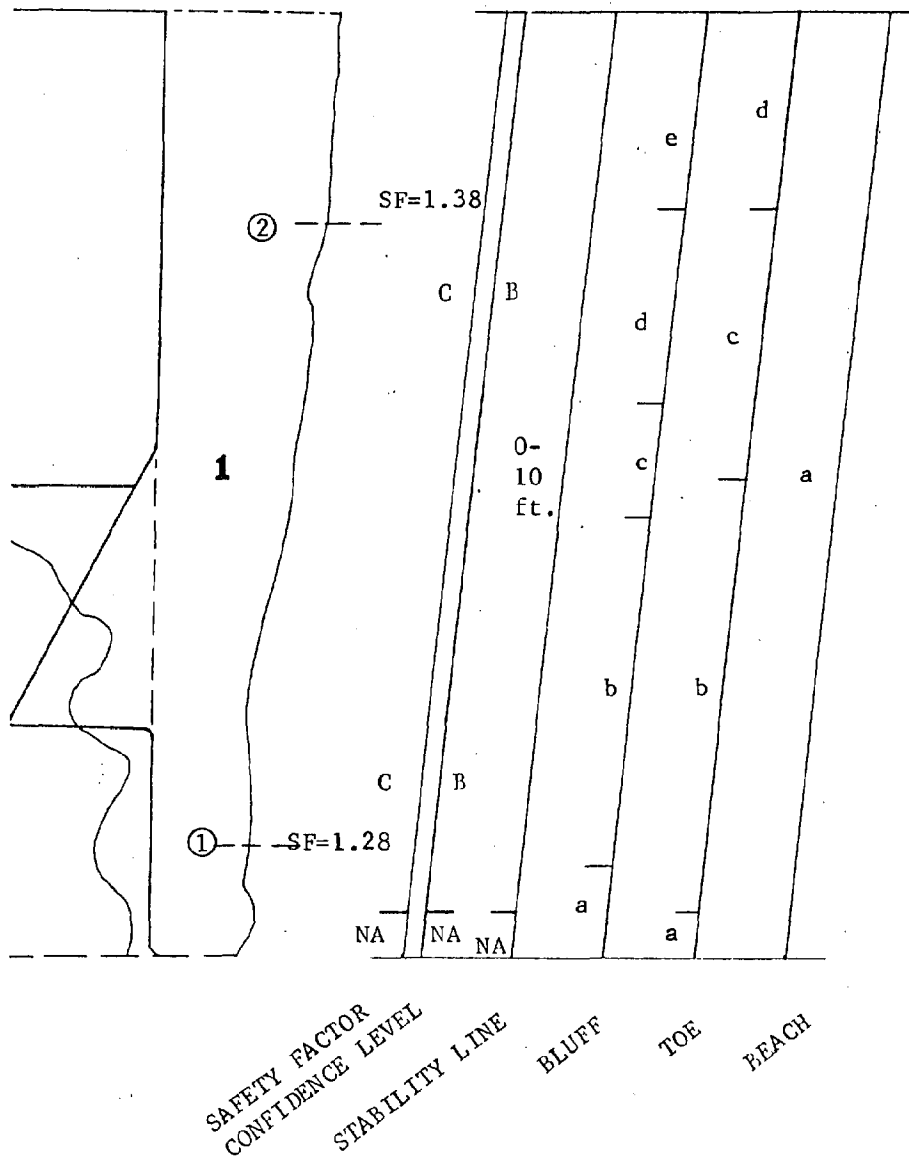 d
e
SF=1.38
②
C B
d
c
0-
10
ft.
1
c
a
b
b
C B
① SF=1.28
a
NA NA NA
a
SAFETY FACTOR
CONFIDENCE LEVEL
STABILITY LINE
BLUFF
TOE
BEACH